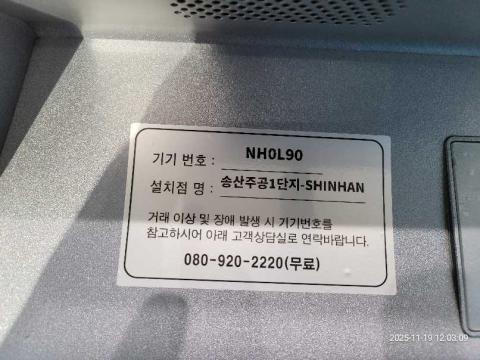 기기 번호 : NH0L90
설치점 명 : 송산주공1단지-SHINHAN
거래 이상 및 장애 발생 시 기기번호를
참고하시어 아래 고객상담실로 연락바랍니다.
080-920-2220(무료)
2025-11-19 12:03:09